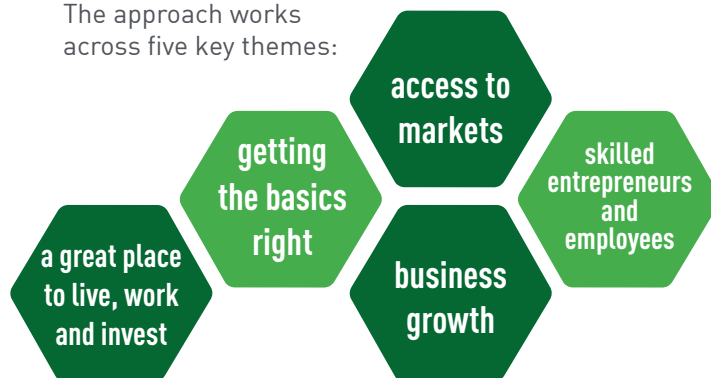 The approach works
across five key themes:
access to
markets
getting
the basics
right
skilled
entrepreneurs
and
employees
a great place
to live, work
and invest
business
growth